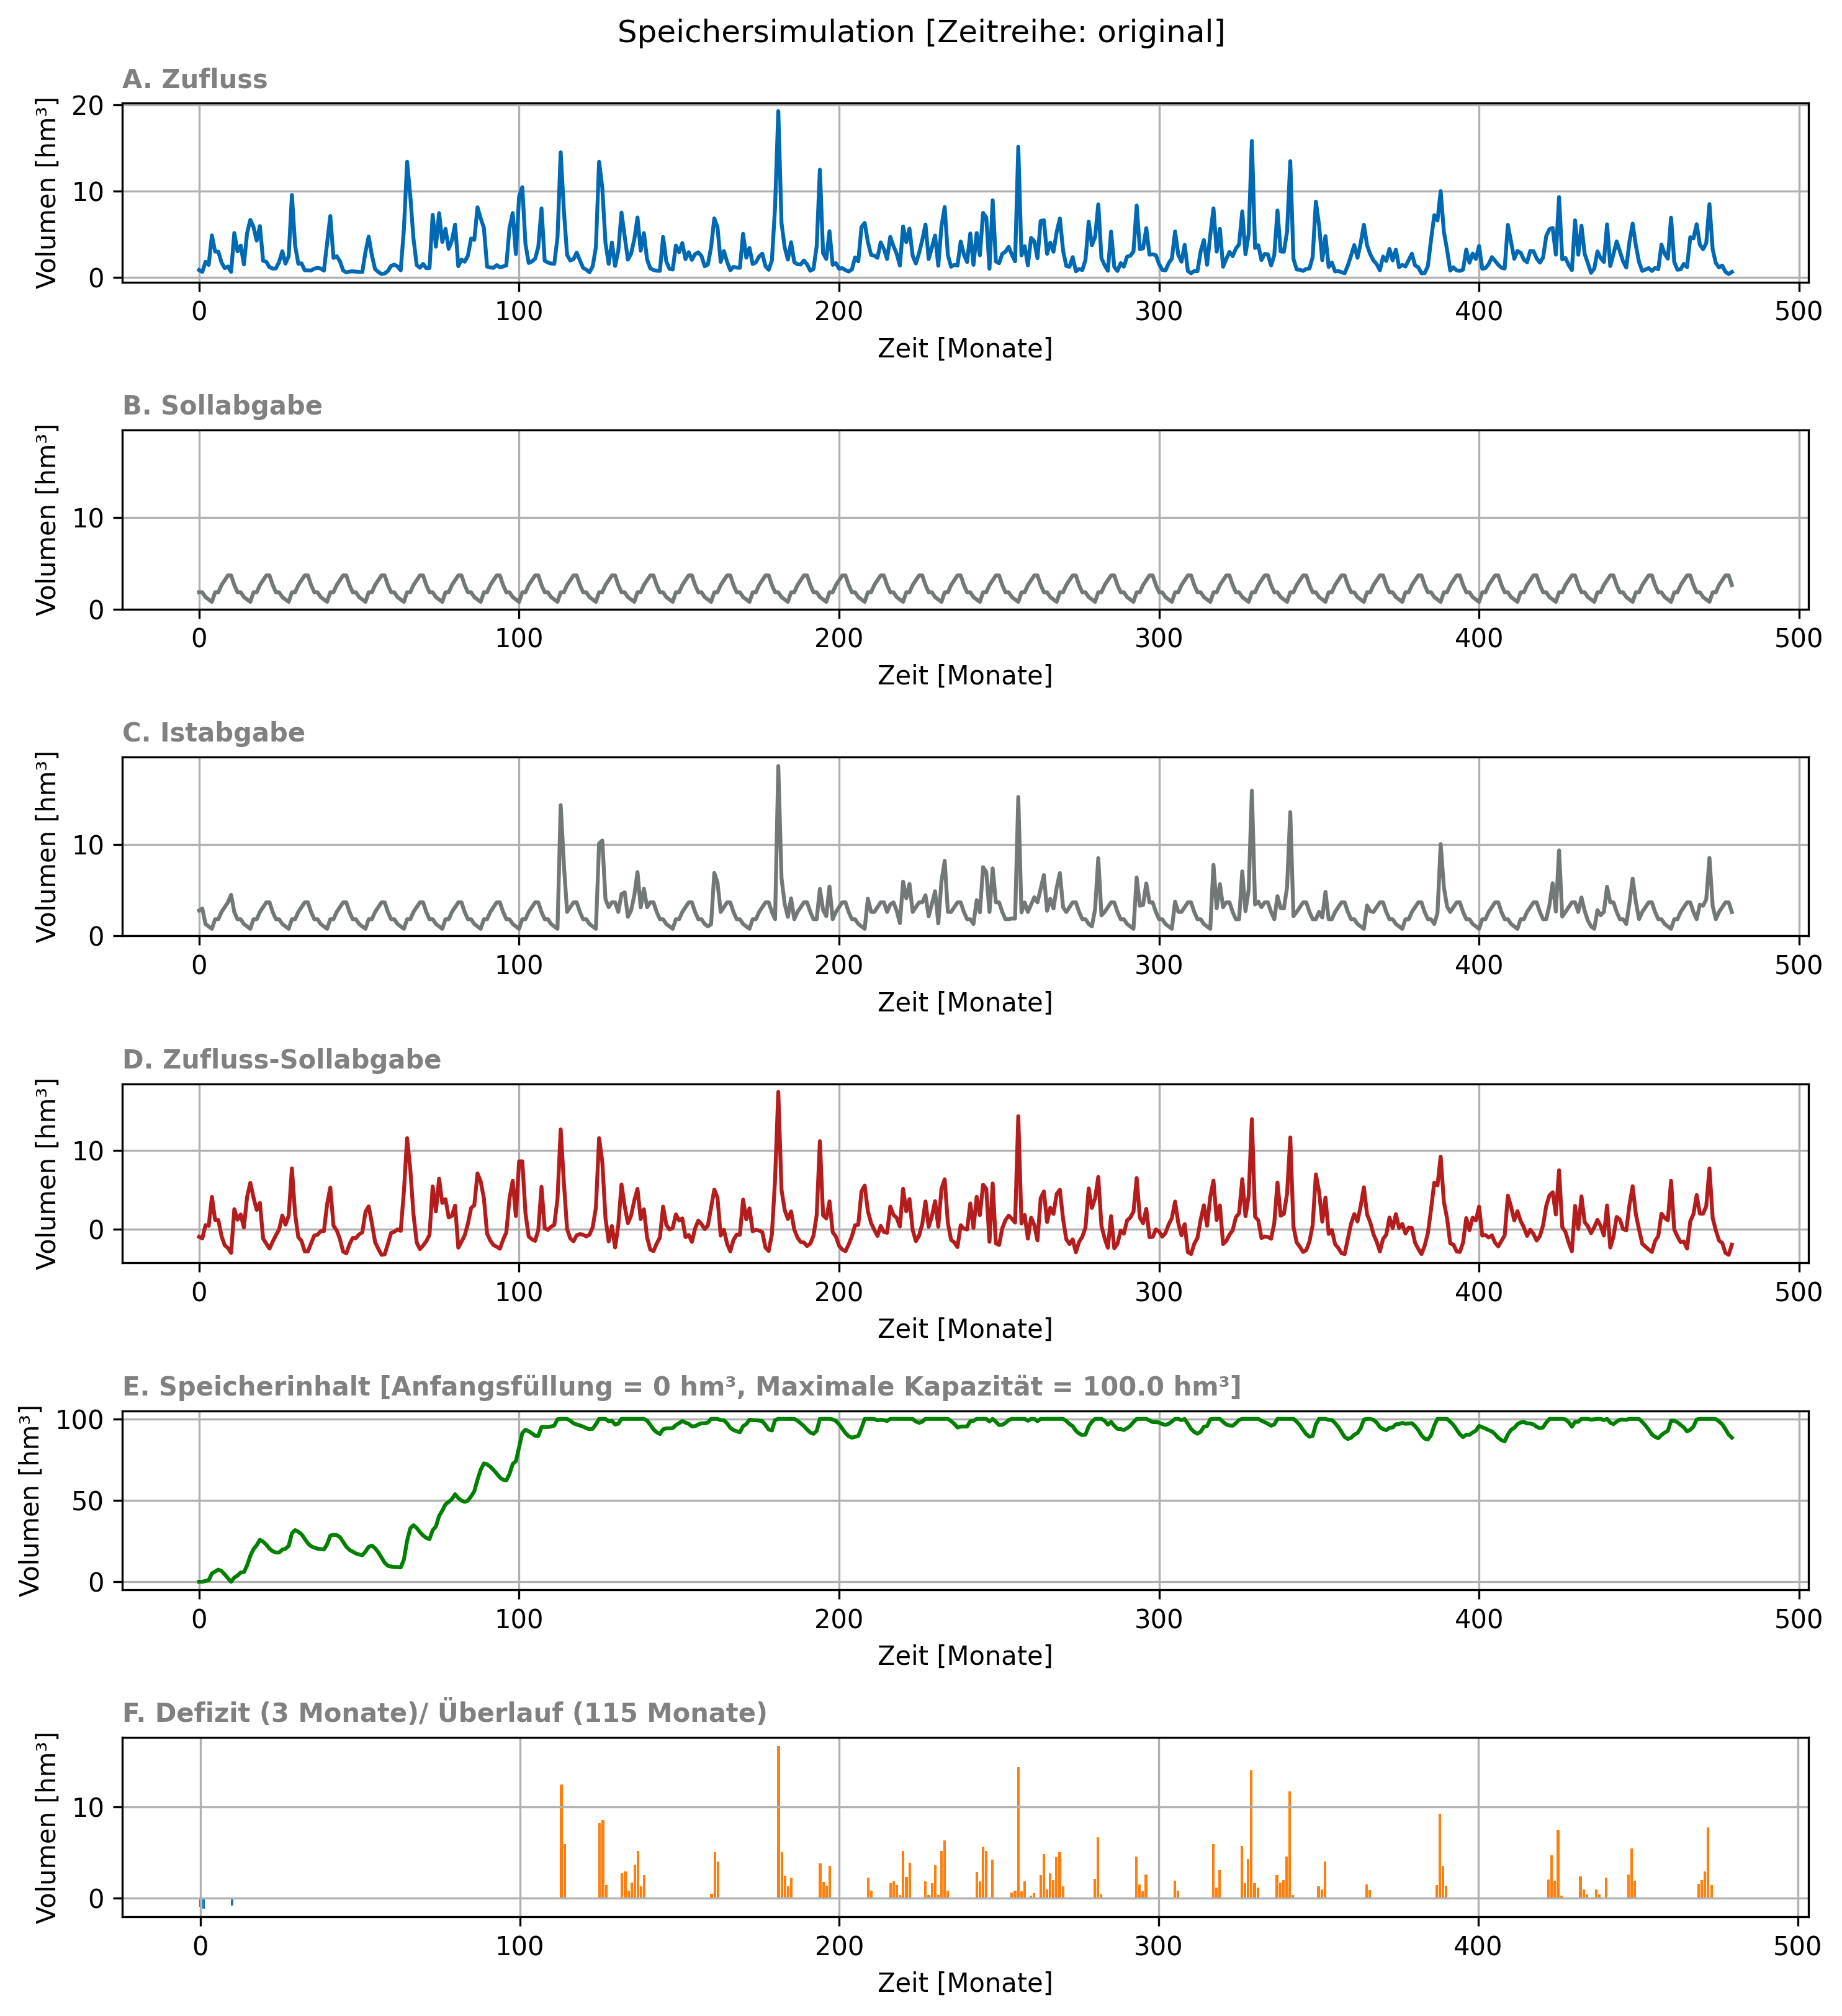 Speichersimulation [Zeitreihe: original]
A. Zufluss
Volumen [hm³]
20
10
0
0 100 200 300 400 500
Zeit [Monate]
B. Sollabgabe
Volumen [hm³]
10
0
0 100 200 300 400 500
Zeit [Monate]
C. Istabgabe
Volumen [hm³]
10
0
0 100 200 300 400 500
Zeit [Monate]
D. Zufluss-Sollabgabe
Volumen [hm³]
10
0
0 100 200 300 400 500
Zeit [Monate]
E. Speicherinhalt [Anfangsfüllung = 0 hm³, Maximale Kapazität = 100.0 hm³]
Volumen [hm³]
100
50
0
0 100 200 300 400 500
Zeit [Monate]
F. Defizit (3 Monate)/ Überlauf (115 Monate)
Volumen [hm³]
10
0
0 100 200 300 400 500
Zeit [Monate]